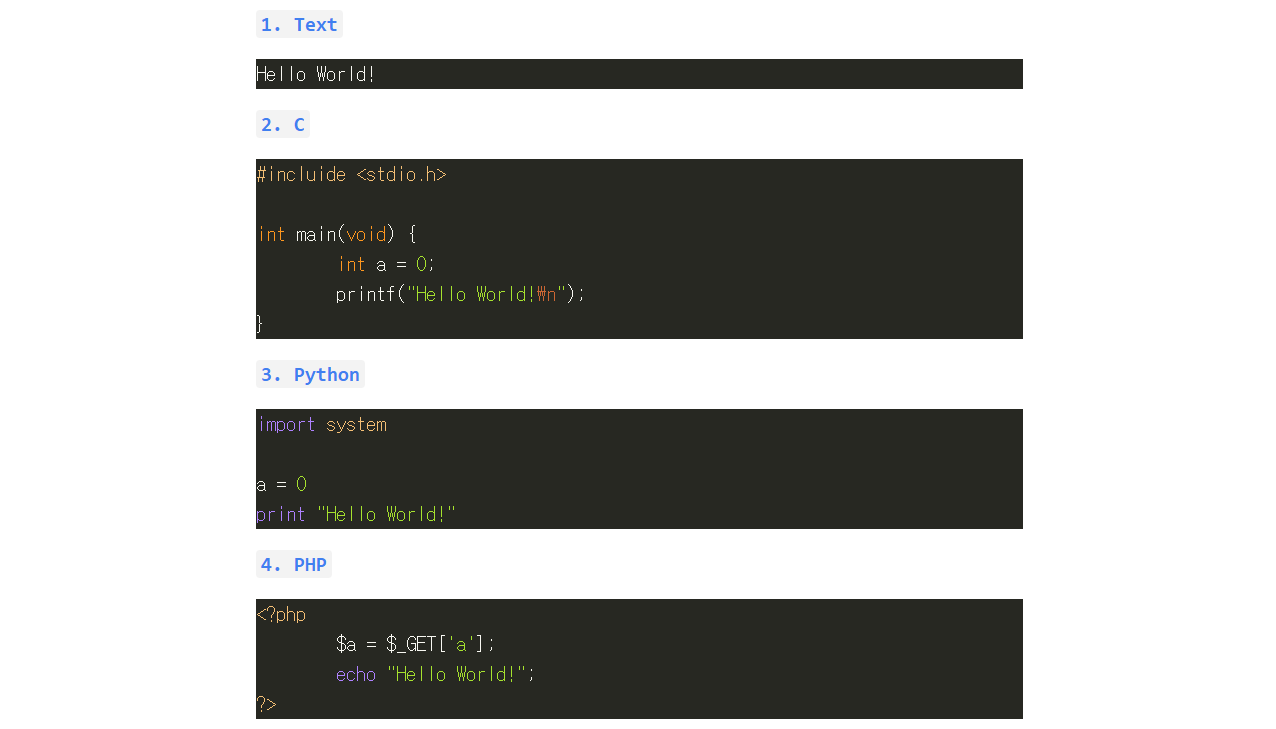 1. Text
Hello World!
2. C
#incluide <stdio.h>
int main(void) {
int a = 0;
printf("Hello World!₩n");
}
3. Python
import system
a = 0
print "Hello World!"
4. PHP
<?php
$a = $_GET['a'];
echo "Hello World!";
?>